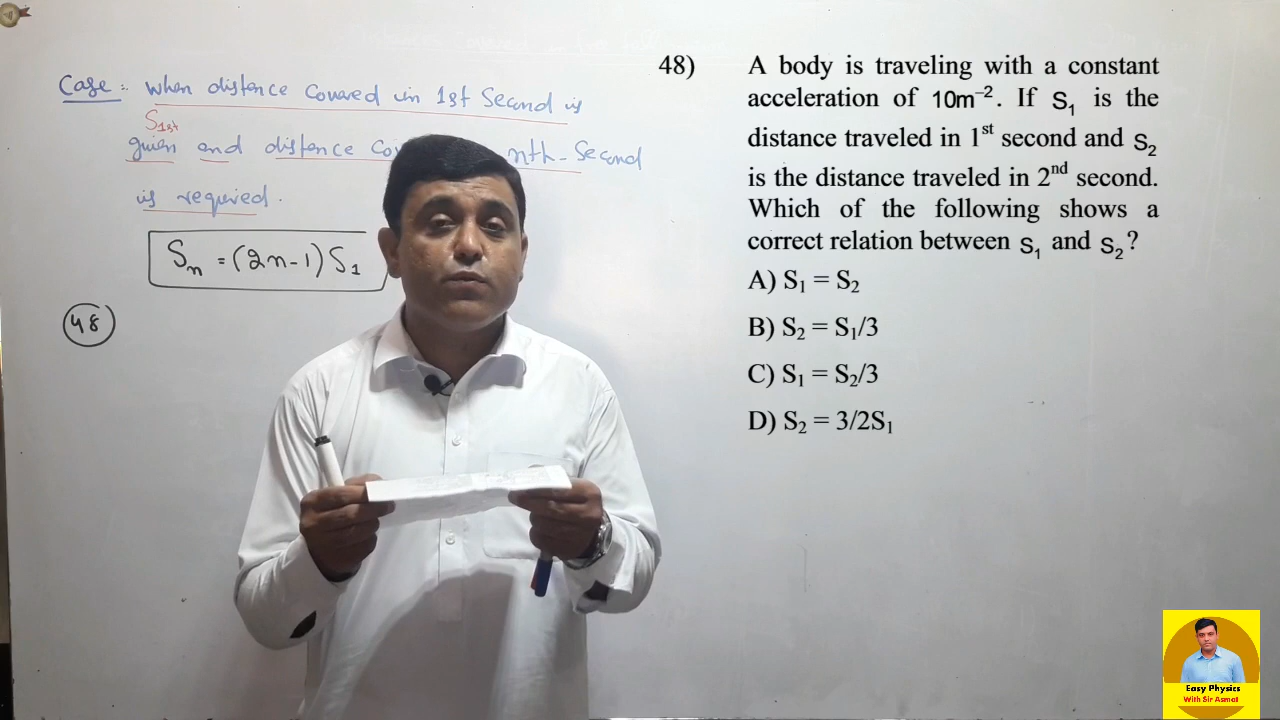 Case :- When distence Covered in 1st Second is
S1st
given and distence nth - Second
is required.
Sn = (2n-1) S1
48
48) A body is traveling with a constant
acceleration of 10m⁻². If S₁ is the
distance traveled in 1st second and S₂
is the distance traveled in 2nd second.
Which of the following shows a
correct relation between S₁ and S₂?
A) S₁ = S₂
B) S₂ = S₁/3
C) S₁ = S₂/3
D) S₂ = 3/2S₁
Easy Physics
With Sir Asmat